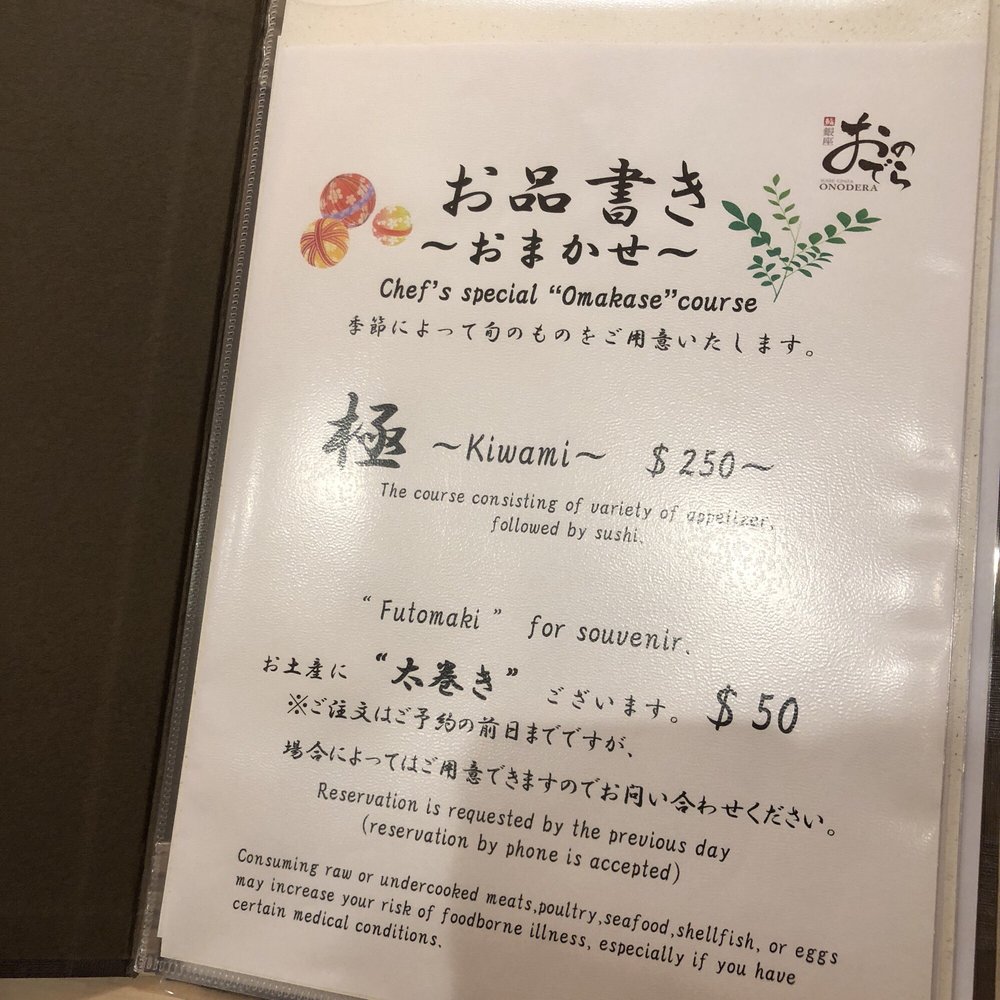 銀座
おのでら
SUSHI GINZA
ONODERA
お品書き
～おまかせ～
Chef's special “Omakase”course
季節によって旬のものをご用意いたします。
極 ～Kiwami～ $250～
The course consisting of variety of appetizer,
followed by sushi.
“Futomaki” for souvenir.
お土産に “太巻き” ございます。 $50
※ご注文はご予約の前日までですが、
場合によってはご用意できますのでお問い合わせください。
Reservation is requested by the previous day
(reservation by phone is accepted)
Consuming raw or undercooked meats,poultry,seafood,shellfish, or eggs
may increase your risk of foodborne illness, especially if you have
certain medical conditions.